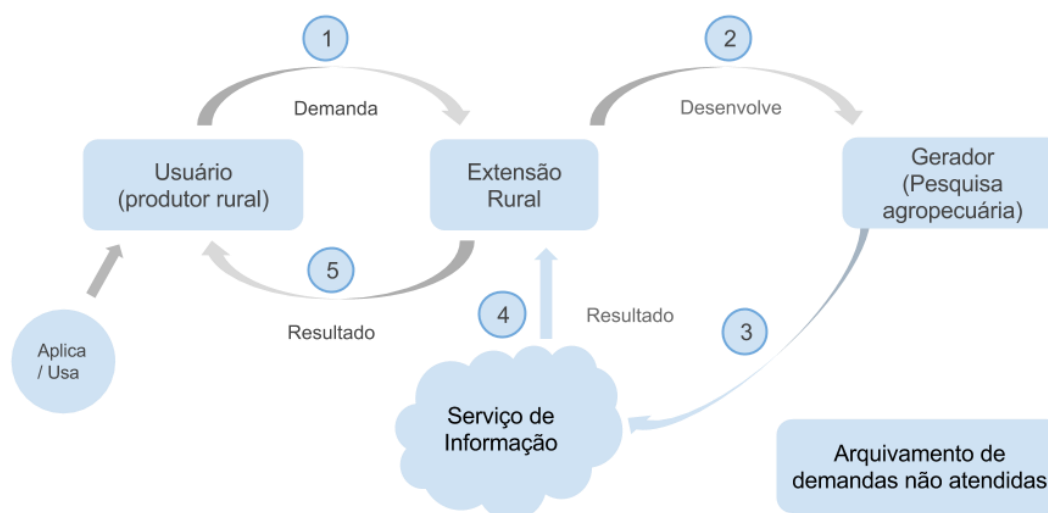 1
2
Demanda
Desenvolve
Usuário
(produtor rural)
Extensão
Rural
Gerador
(Pesquisa
agropecuária)
5
4
Resultado
3
Resultado
Aplica
/ Usa
Serviço de
Informação
Arquivamento de
demandas não atendidas